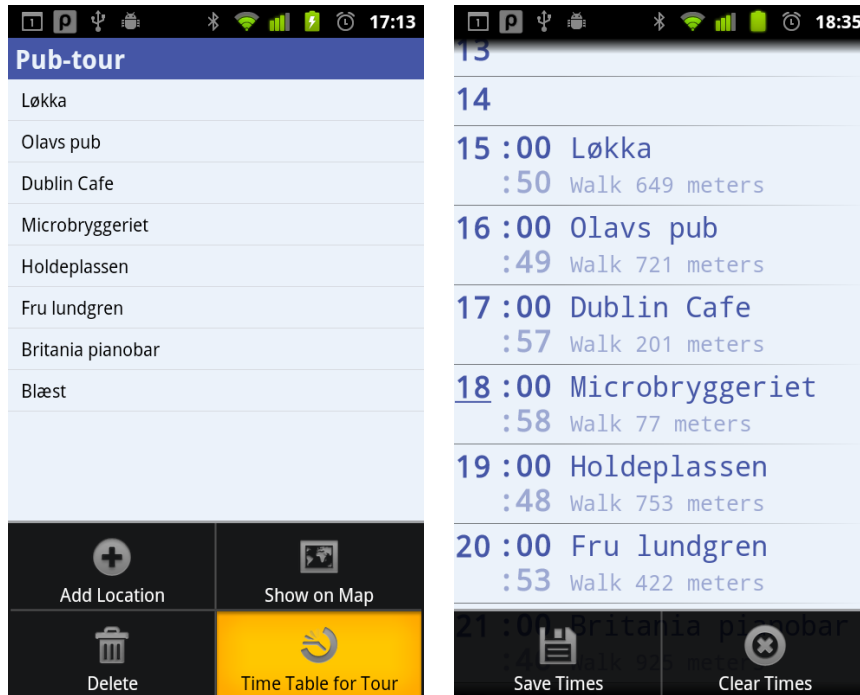 17:13
Pub-tour
Løkka
Olavs pub
Dublin Cafe
Microbryggeriet
Holdeplassen
Fru lundgren
Britania pianobar
Blæst
Add Location
Show on Map
Delete
Time Table for Tour
18:35
13
14
15 :00 Løkka
:50 Walk 649 meters
16 :00 Olavs pub
:49 Walk 721 meters
17 :00 Dublin Cafe
:57 Walk 201 meters
18 :00 Microbryggeriet
:58 Walk 77 meters
19 :00 Holdeplassen
:48 Walk 753 meters
20 :00 Fru lundgren
:53 Walk 422 meters
21 :00 Britania pianobar
Walk 925 meters
Save Times
Clear Times